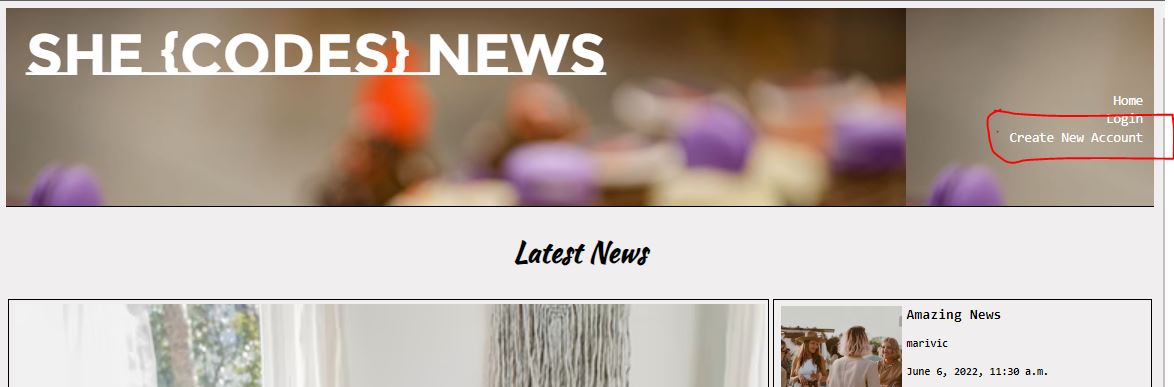 SHE {CODES} NEWS
Home
Login
Create New Account
Latest News
Amazing News
marivic
June 6, 2022, 11:30 a.m.